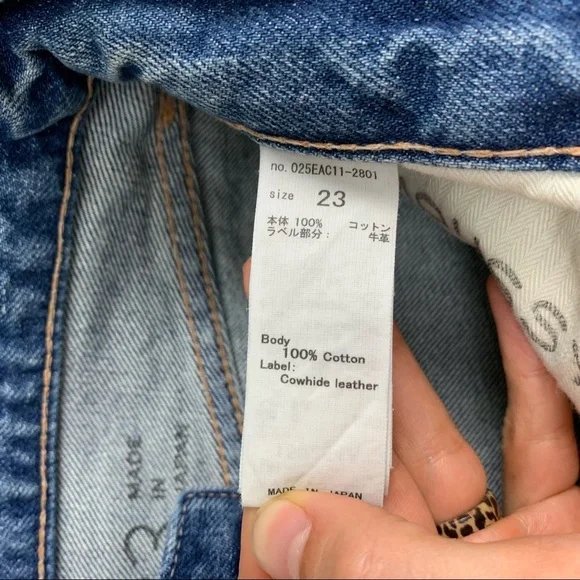 no. 025EAC11-2801
size 23
本体 100% コットン
ラベル部分: 牛革
Body
100% Cotton
Label:
Cowhide leather
MADE IN JAPAN
MADE
IN
JAPAN